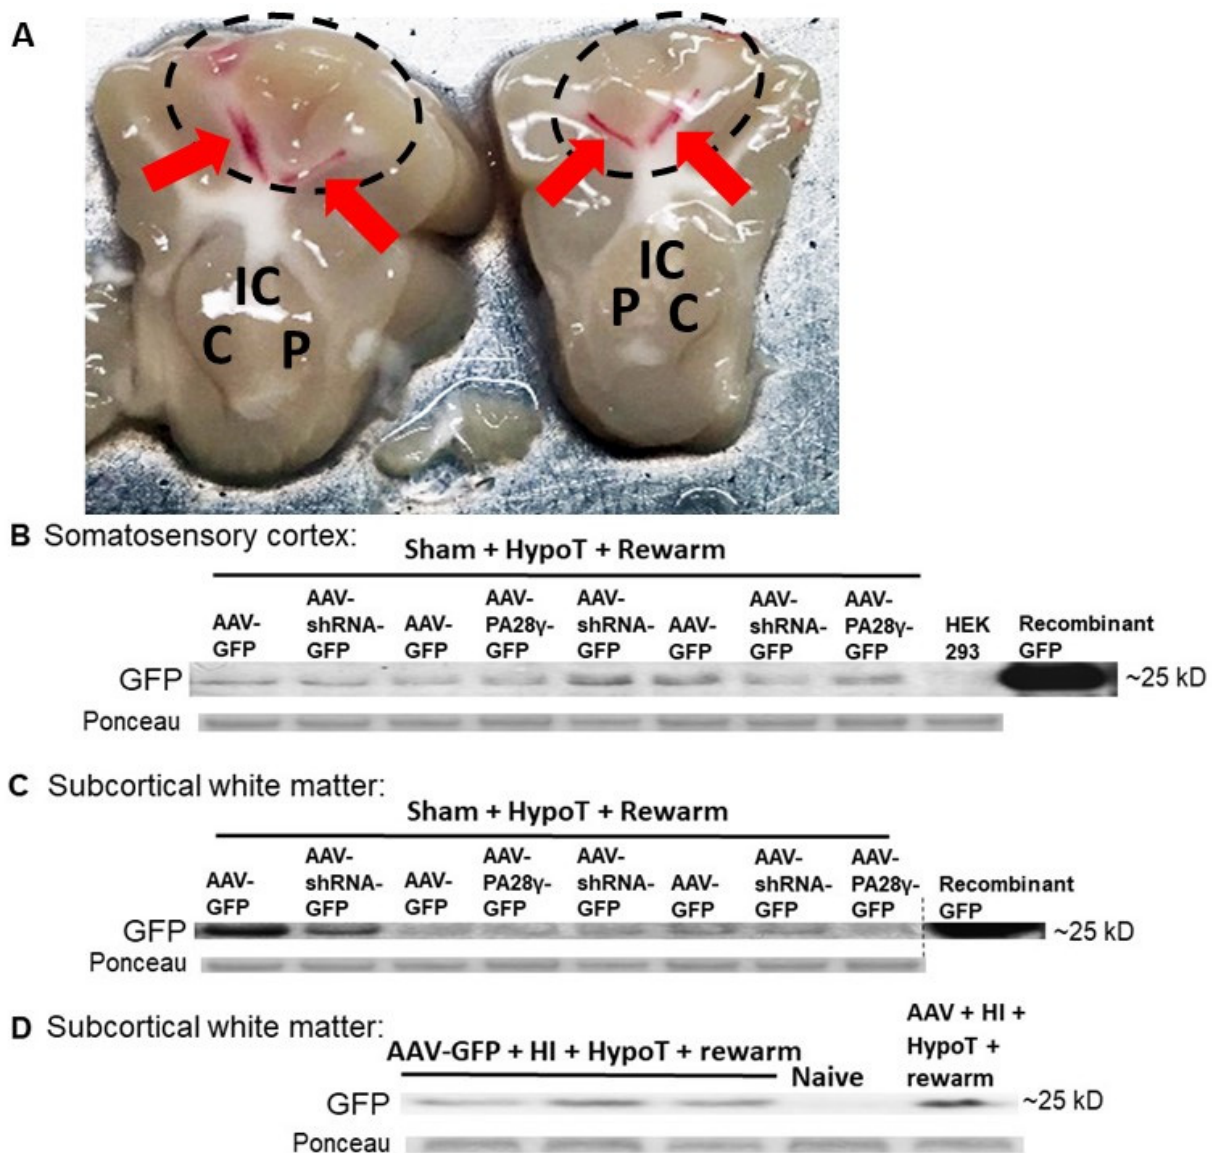 A
IC
C P
IC
P C
B Somatosensory cortex:
Sham + HypoT + Rewarm
AAV-
GFP
AAV-
shRNA-
GFP
AAV-
GFP
AAV-
PA28γ-
GFP
AAV-
shRNA-
GFP
AAV-
GFP
AAV-
shRNA-
GFP
AAV-
PA28γ-
GFP
HEK
293
Recombinant
GFP
GFP
~25 kD
Ponceau
C Subcortical white matter:
Sham + HypoT + Rewarm
AAV-
GFP
AAV-
shRNA-
GFP
AAV-
GFP
AAV-
PA28γ-
GFP
AAV-
shRNA-
GFP
AAV-
GFP
AAV-
shRNA-
GFP
AAV-
PA28γ-
GFP
Recombinant
GFP
GFP
~25 kD
Ponceau
D Subcortical white matter:
AAV-GFP + HI + HypoT + rewarm
Naive
AAV + HI +
HypoT +
rewarm
GFP
~25 kD
Ponceau